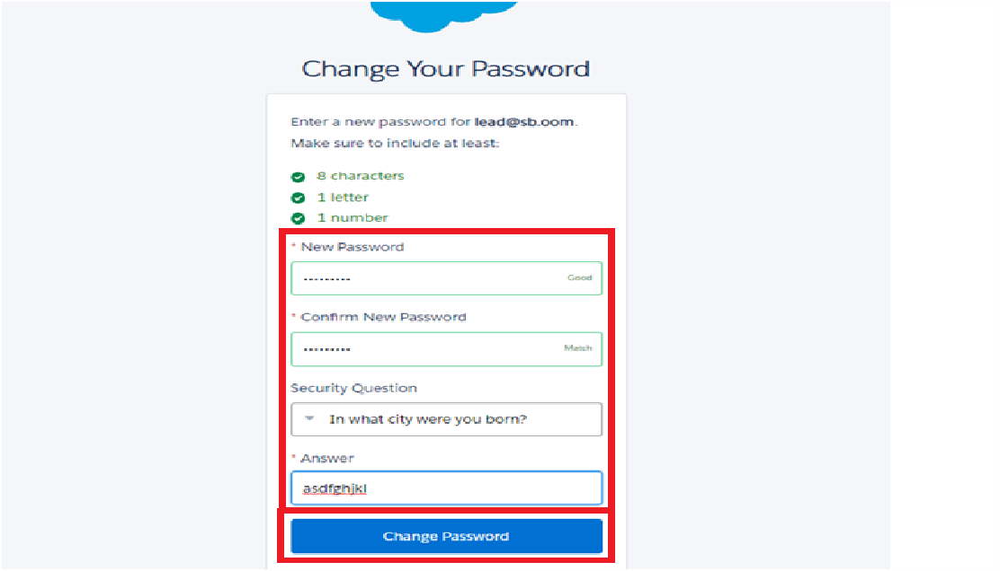 Change Your Password
Enter a new password for lead@sb.oom.
Make sure to include at least:
8 characters
1 letter
1 number
* New Password
••••••••• Good
* Confirm New Password
••••••••• Match
Security Question
In what city were you born?
* Answer
asdfghjkl
Change Password